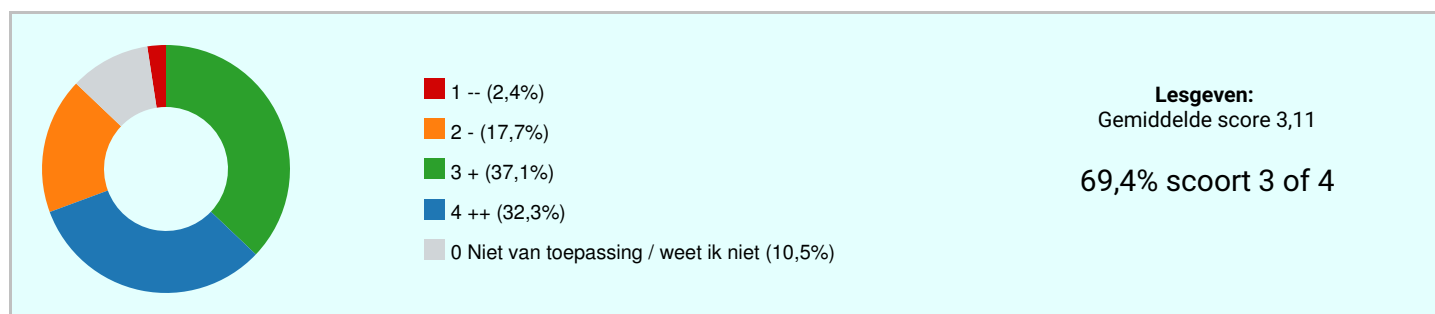 1 -- (2,4%)
2 - (17,7%)
3 + (37,1%)
4 ++ (32,3%)
0 Niet van toepassing / weet ik niet (10,5%)
Lesgeven:
Gemiddelde score 3,11
69,4% scoort 3 of 4